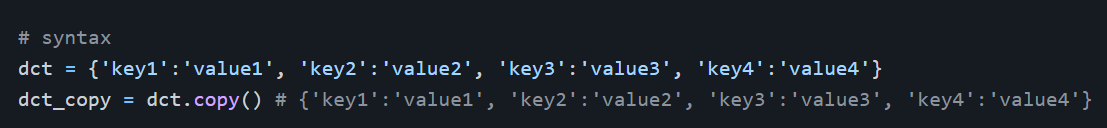 # syntax
dct = {'key1':'value1', 'key2':'value2', 'key3':'value3', 'key4':'value4'}
dct_copy = dct.copy() # {'key1':'value1', 'key2':'value2', 'key3':'value3', 'key4':'value4'}